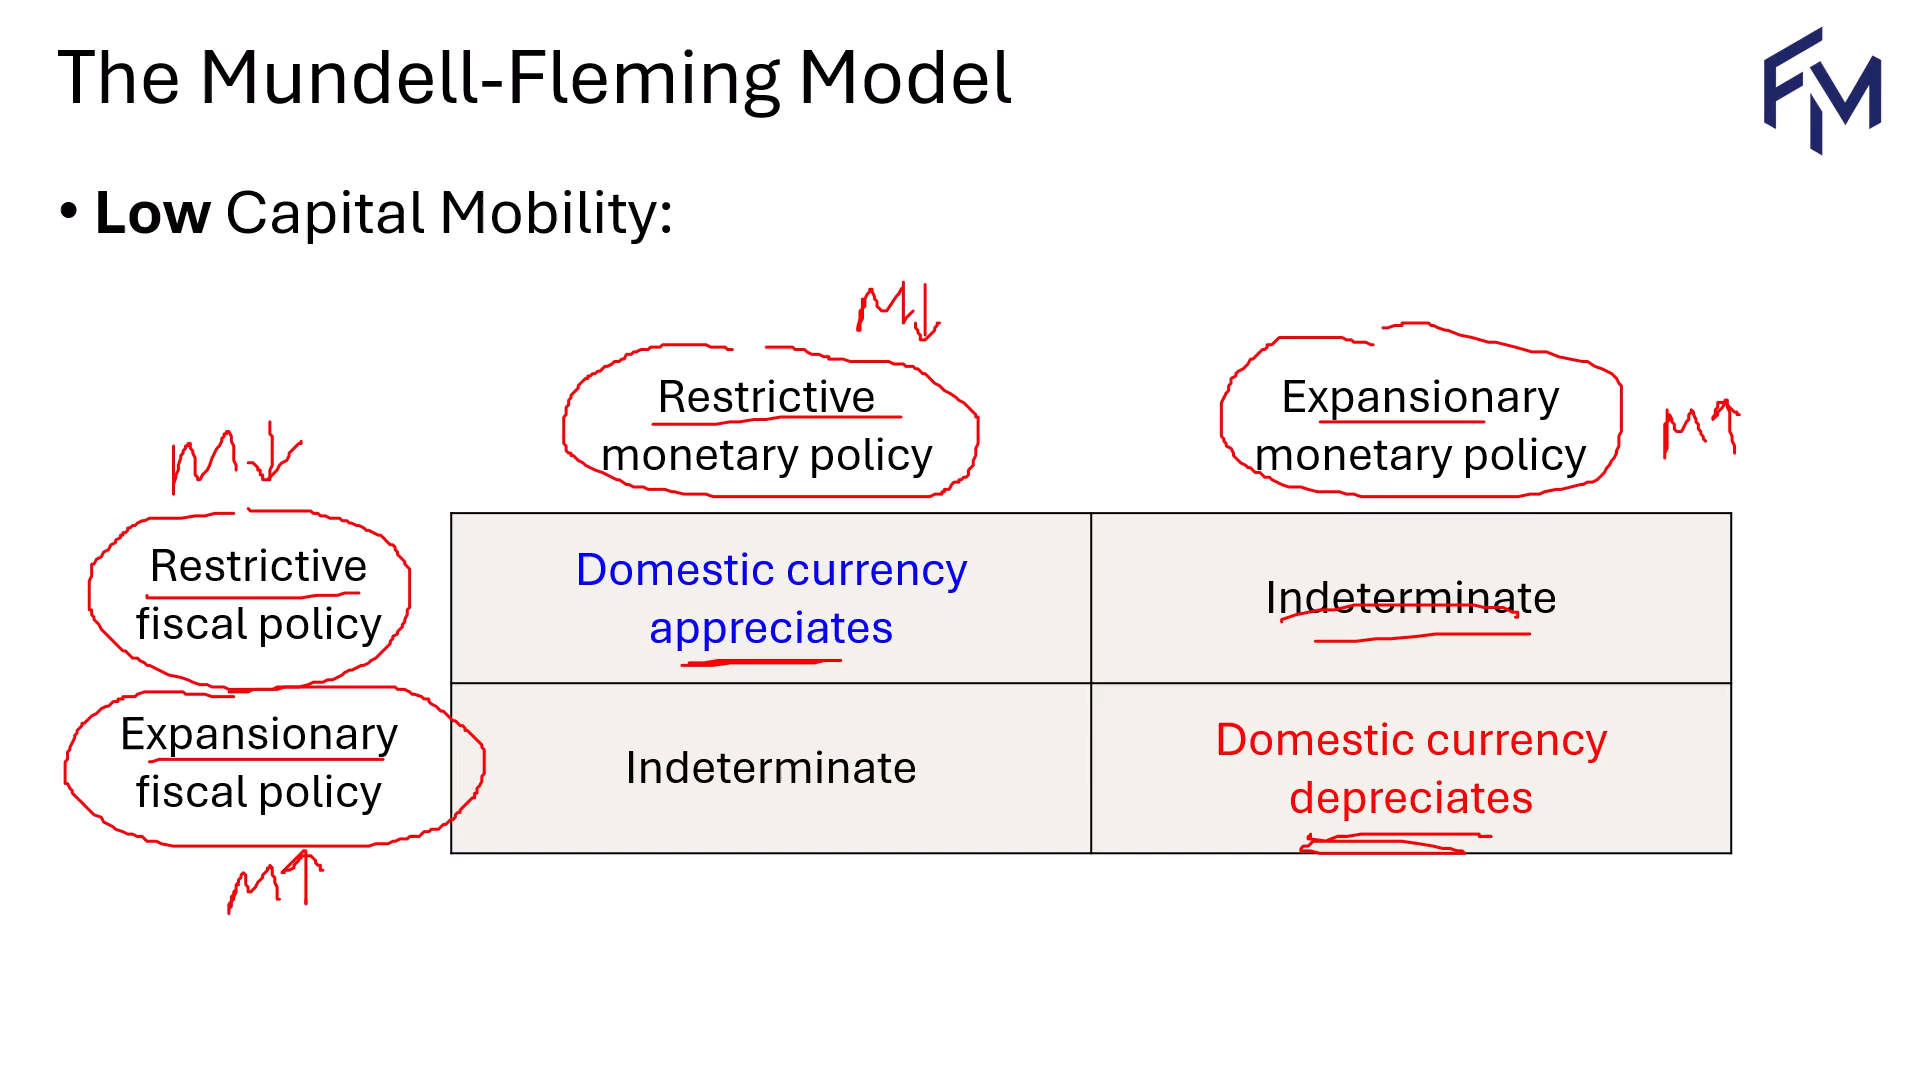 The Mundell-Fleming Model
FM
• Low Capital Mobility:
M↓
Restrictive
monetary policy
Expansionary
monetary policy
M↑
M↓
Restrictive
fiscal policy
Domestic currency
appreciates
Indeterminate
Expansionary
fiscal policy
Indeterminate
Domestic currency
depreciates
M↑